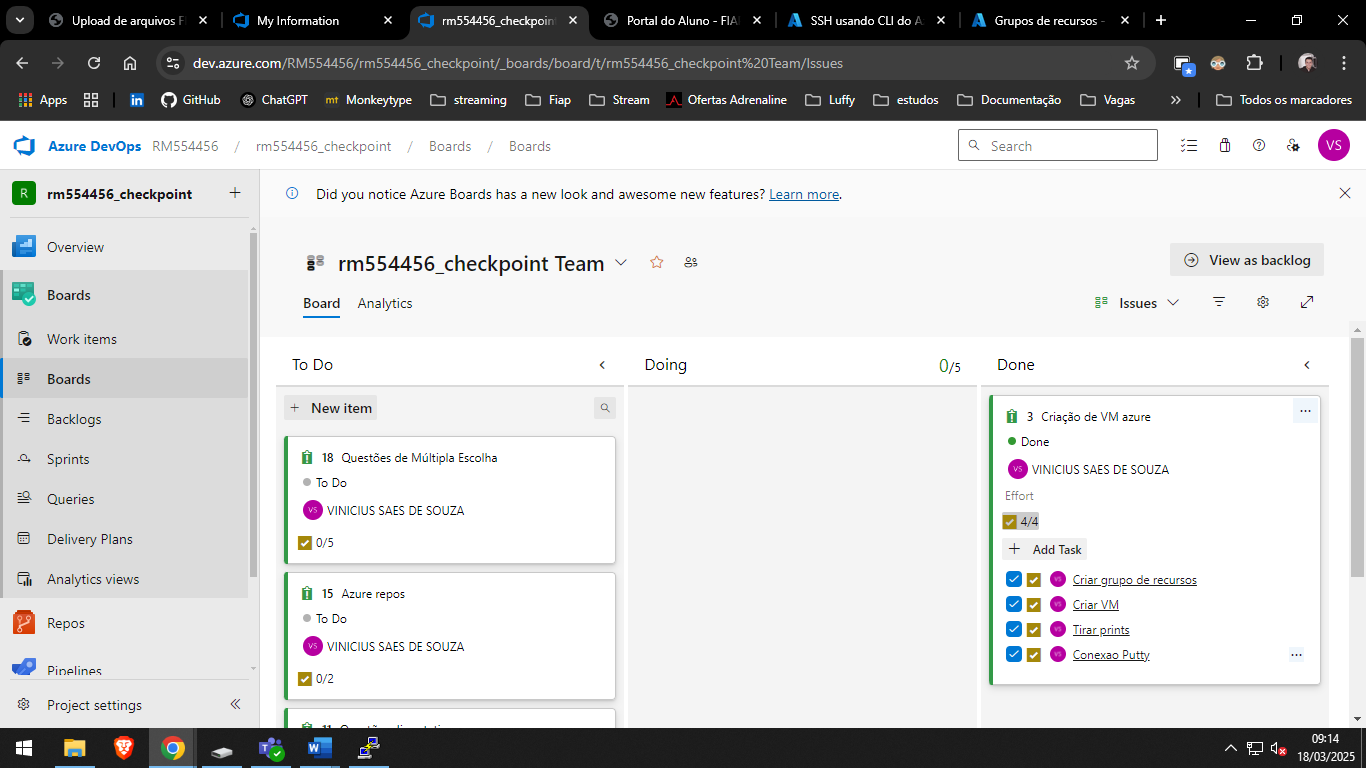 Upload de arquivos FI
My Information
rm554456_checkpoint
Portal do Aluno - FIAP
SSH usando CLI do A
Grupos de recursos -
dev.azure.com/RM554456/rm554456_checkpoint/_boards/board/t/rm554456_checkpoint%20Team/Issues
Apps
GitHub
ChatGPT
mt Monkeytype
streaming
Fiap
Stream
Ofertas Adrenaline
Luffy
estudos
Documentação
Vagas
Todos os marcadores
Azure DevOps RM554456 / rm554456_checkpoint / Boards / Boards
Search
VS
R rm554456_checkpoint
Did you notice Azure Boards has a new look and awesome new features? Learn more.
Overview
Boards
Work items
Boards
Backlogs
Sprints
Queries
Delivery Plans
Analytics views
Repos
Pipelines
Project settings
rm554456_checkpoint Team
View as backlog
Board
Analytics
Issues
To Do
New item
18 Questões de Múltipla Escolha
To Do
VS VINICIUS SAES DE SOUZA
0/5
15 Azure repos
To Do
VS VINICIUS SAES DE SOUZA
0/2
Doing
0/5
Done
3 Criação de VM azure
Done
VS VINICIUS SAES DE SOUZA
Effort
4/4
Add Task
VS Criar grupo de recursos
VS Criar VM
VS Tirar prints
VS Conexao Putty
09:14
18/03/2025